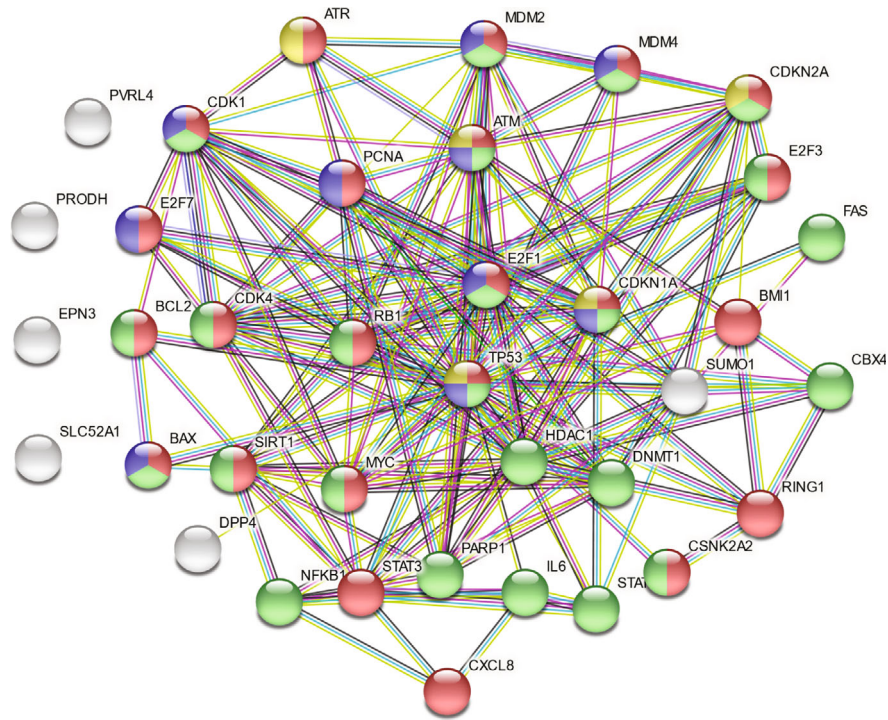 ATR
MDM2
MDM4
CDKN2A
PVRL4
CDK1
ATM
PCNA
E2F3
PRODH
E2F7
FAS
E2F1
CDKN1A
EPN3
BCL2
CDK4
RB1
BMI1
TP53
SUMO1
CBX4
SLC52A1
BAX
SIRT1
MYC
HDAC1
DNMT1
RING1
DPP4
PARP1
CSNK2A2
NFKB1
STAT3
IL6
STAT
CXCL8